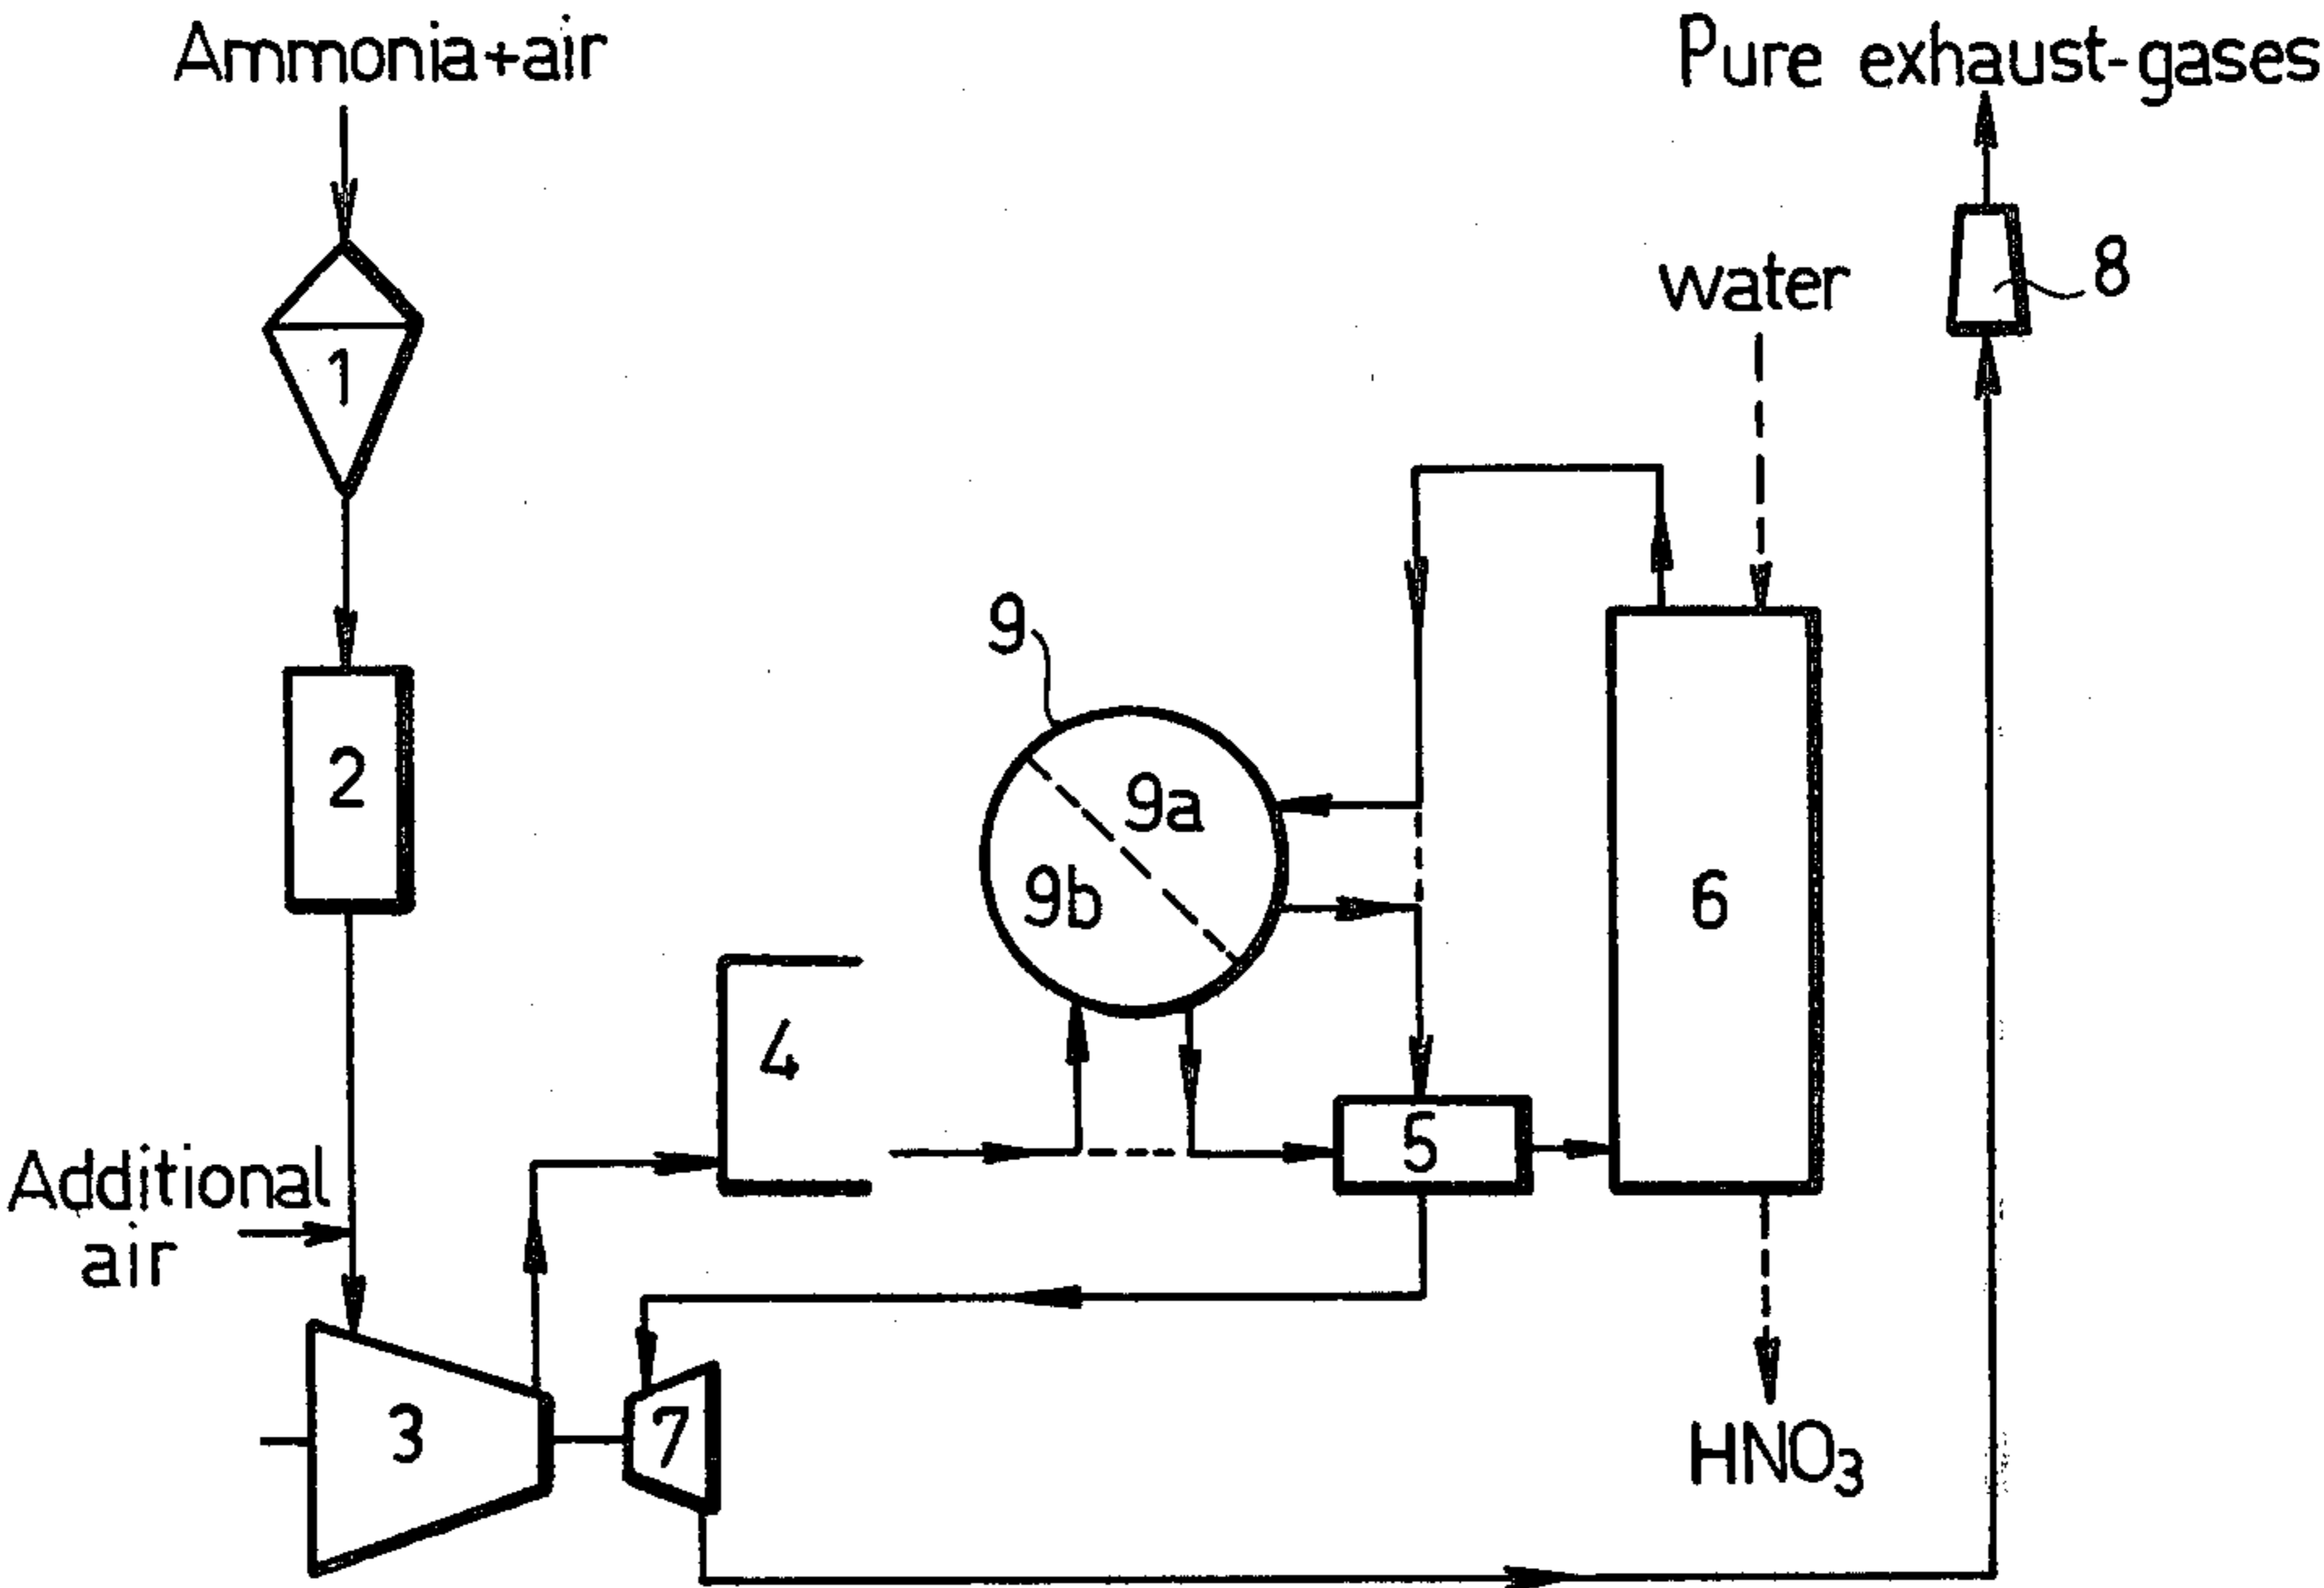 Ammonia+air
Pure exhaust-gases
water
8
1
9
2
9a
9b
6
4
5
Additional
air
3
7
HNO₃